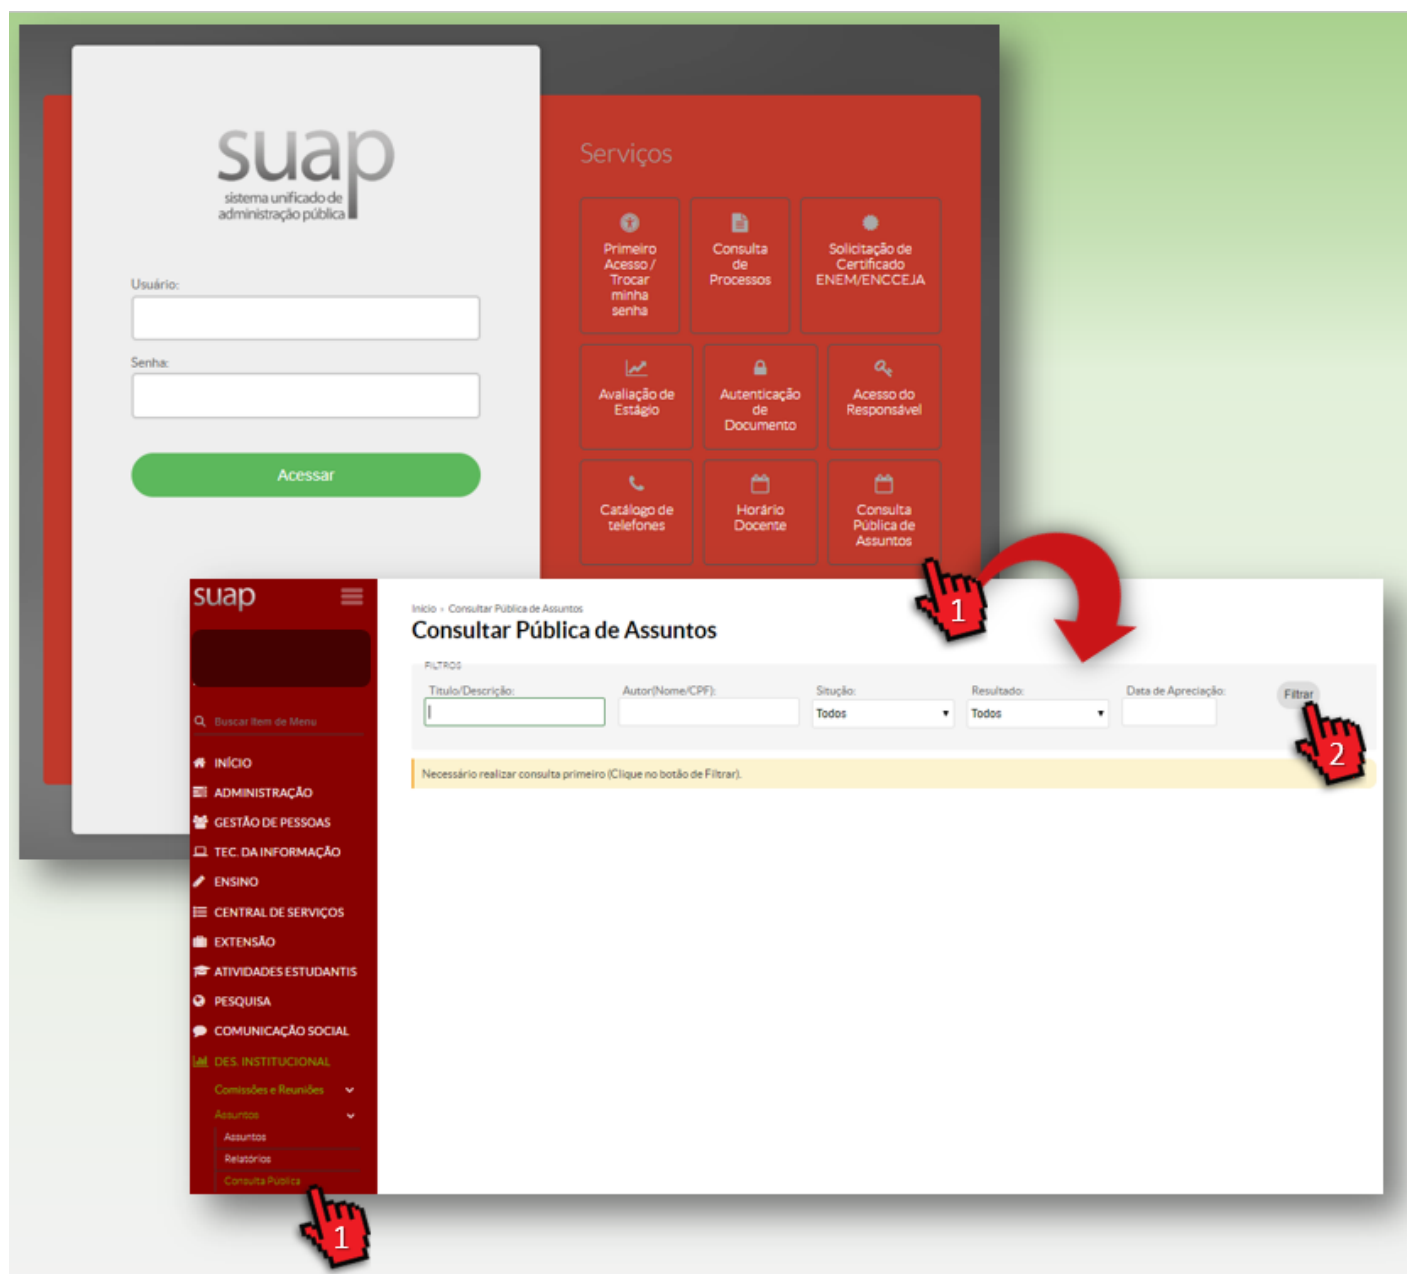 suap
sistema unificado de
administração pública
Usuário:
Senha:
Acessar
Serviços
Primeiro
Acesso /
Trocar
minha
senha
Consulta
de
Processos
Solicitação de
Certificado
ENEM/ENCCEJA
Avaliação de
Estágio
Autenticação
de
Documento
Acesso do
Responsável
Catálogo de
telefones
Horário
Docente
Consulta
Pública de
Assuntos
1
suap
Buscar Item de Menu
INÍCIO
ADMINISTRAÇÃO
GESTÃO DE PESSOAS
TEC. DA INFORMAÇÃO
ENSINO
CENTRAL DE SERVIÇOS
EXTENSÃO
ATIVIDADES ESTUDANTIS
PESQUISA
COMUNICAÇÃO SOCIAL
DES. INSTITUCIONAL
Comissões e Reuniões
Assuntos
Assuntos
Relatórios
Consulta Pública
1
Início » Consultar Pública de Assuntos
Consultar Pública de Assuntos
FILTROS
Titulo/Descrição:
Autor(Nome/CPF):
Situção:
Todos
Resultado:
Todos
Data de Apreciação:
Filtrar
2
Necessário realizar consulta primeiro (Clique no botão de Filtrar).